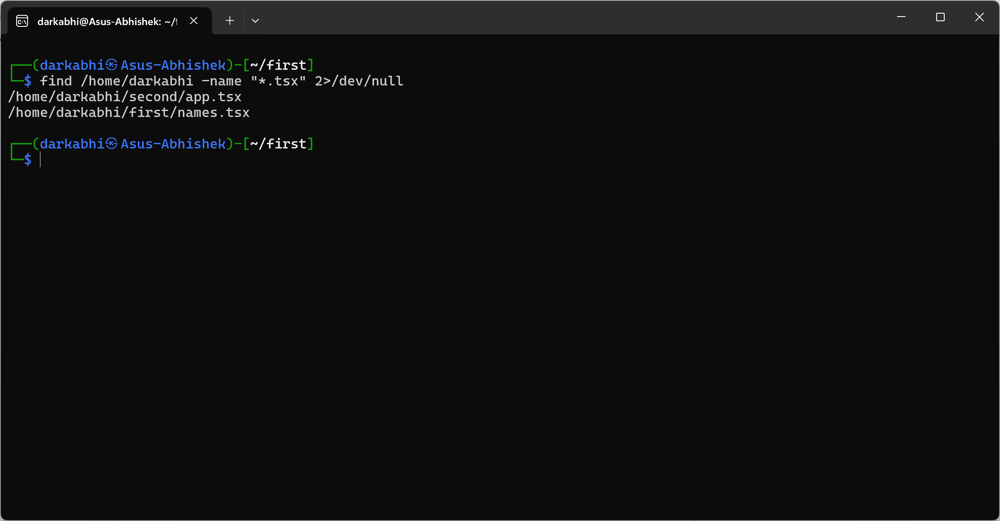 darkabhi@Asus-Abhishek: ~/f
┌──(darkabhi㉿Asus-Abhishek)-[~/first]
└─$ find /home/darkabhi -name "*.tsx" 2>/dev/null
/home/darkabhi/second/app.tsx
/home/darkabhi/first/names.tsx
┌──(darkabhi㉿Asus-Abhishek)-[~/first]
└─$